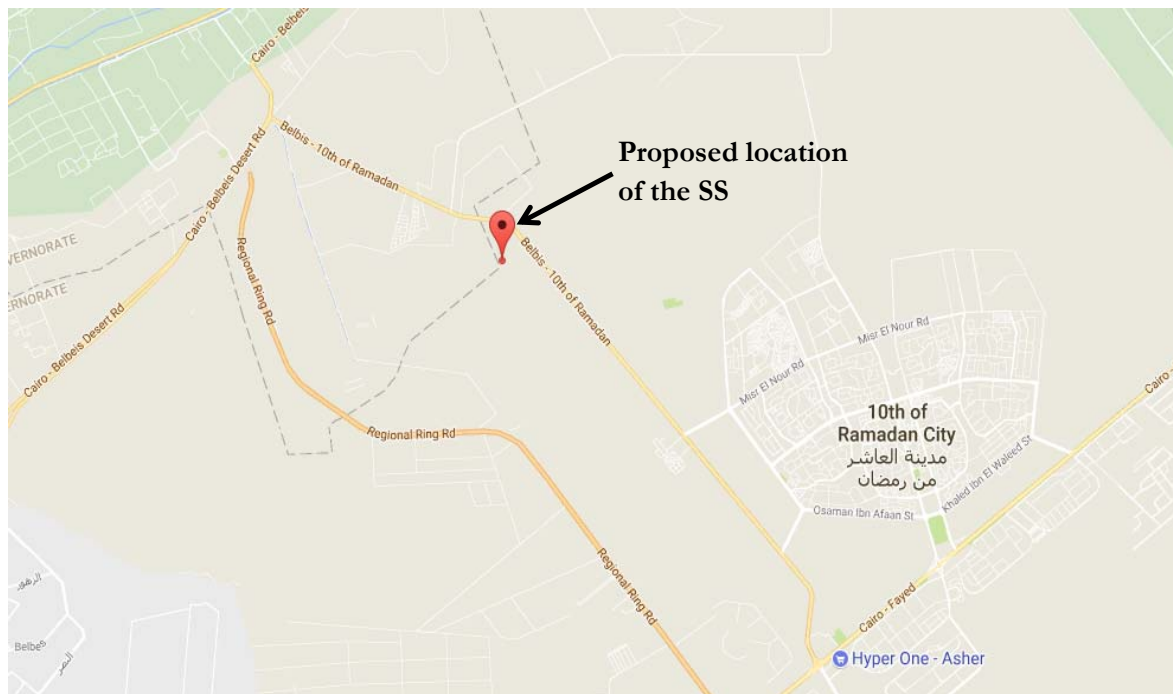 Cairo - Belbeis
Belbis - 10th of Ramadan
Proposed location
of the SS
Cairo - Belbeis Desert Rd
VERNORATE
VERNORATE
Regional Ring Rd
Belbis - 10th of Ramadan
Cairo - Belbeis Desert Rd
Misr El Nour Rd
Misr El Nour Rd
Cairo -
10th of
Ramadan City
مدينة العاشر
من رمضان
Khaled Ibn El Waleed St
Osaman Ibn Afaan St
Regional Ring Rd
Regional Ring Rd
Cairo - Fayed
Belbes
النصر
Hyper One - Asher